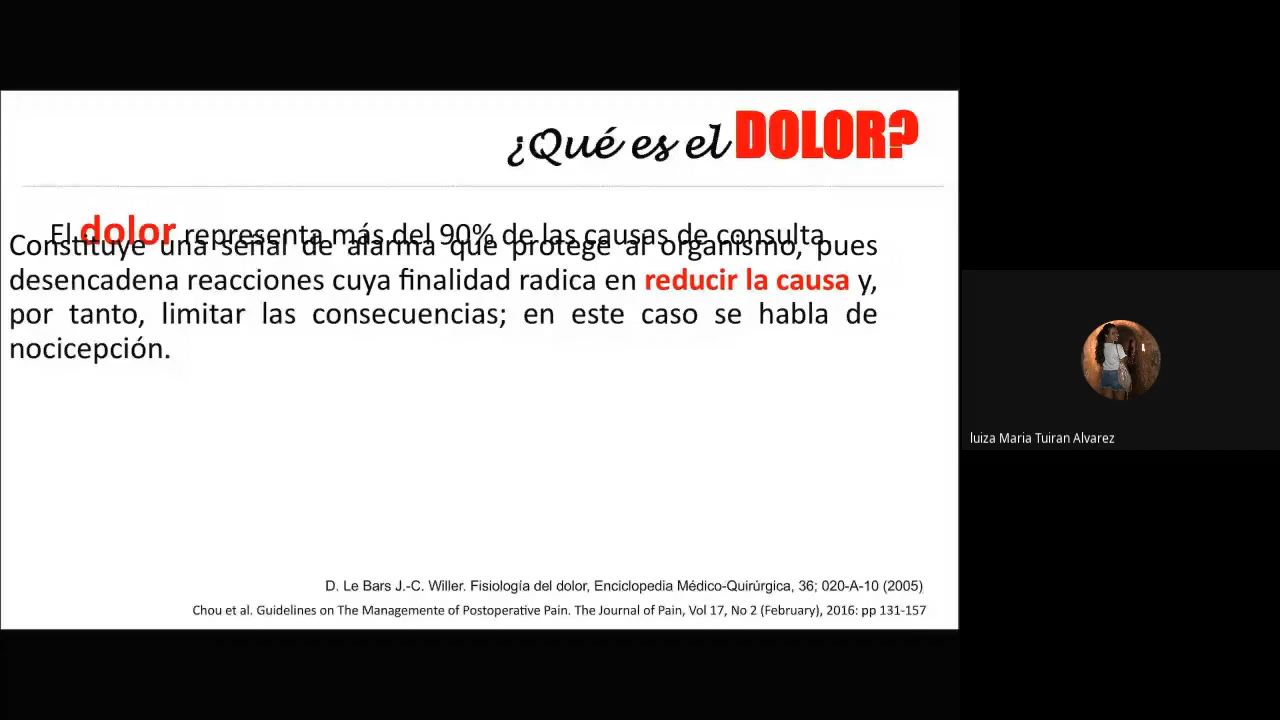 ¿Qué es el DOLOR?
El dolor representa más del 90% de las causas de consulta
Constituye una señal de alarma que protege al organismo, pues
desencadena reacciones cuya finalidad radica en reducir la causa y,
por tanto, limitar las consecuencias; en este caso se habla de
nocicepción.
D. Le Bars J.-C. Willer. Fisiología del dolor, Enciclopedia Médico-Quirúrgica, 36; 020-A-10 (2005)
Chou et al. Guidelines on The Managemente of Postoperative Pain. The Journal of Pain, Vol 17, No 2 (February), 2016: pp 131-157
luiza Maria Tuiran Alvarez